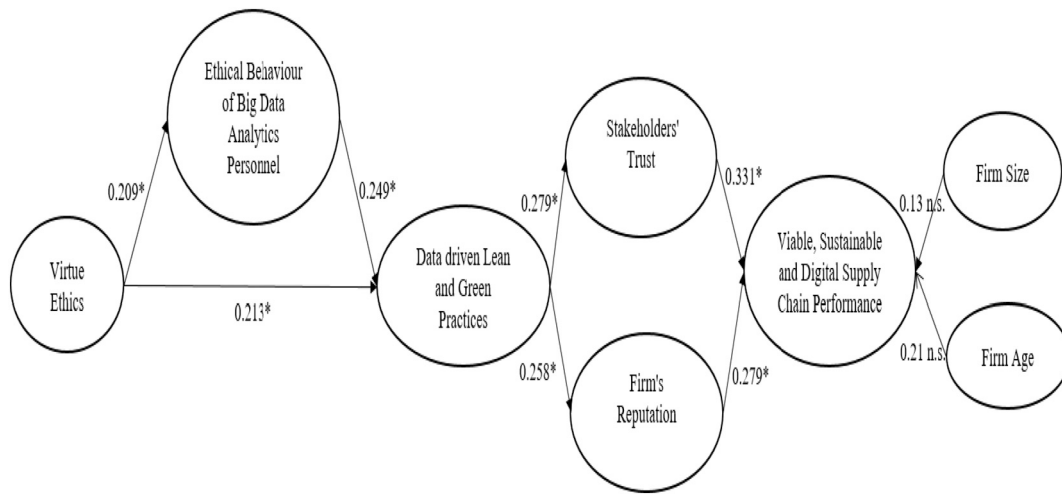 Ethical Behaviour
of Big Data
Analytics
Personnel
Stakeholders'
Trust
Firm Size
0.209*
0.249*
0.279*
0.331*
0.13 n.s.
Virtue
Ethics
0.213*
Data driven Lean
and Green
Practices
Viable, Sustainable
and Digital Supply
Chain Performance
0.258*
Firm's
Reputation
0.279*
0.21 n.s.
Firm Age